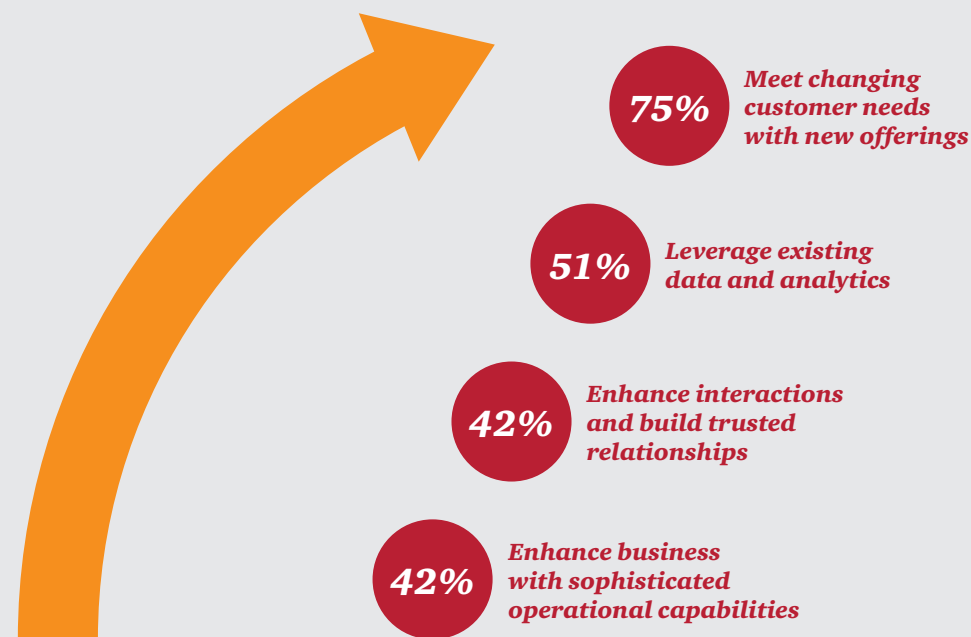 75%
Meet changing
customer needs
with new offerings
51%
Leverage existing
data and analytics
42%
Enhance interactions
and build trusted
relationships
42%
Enhance business
with sophisticated
operational capabilities